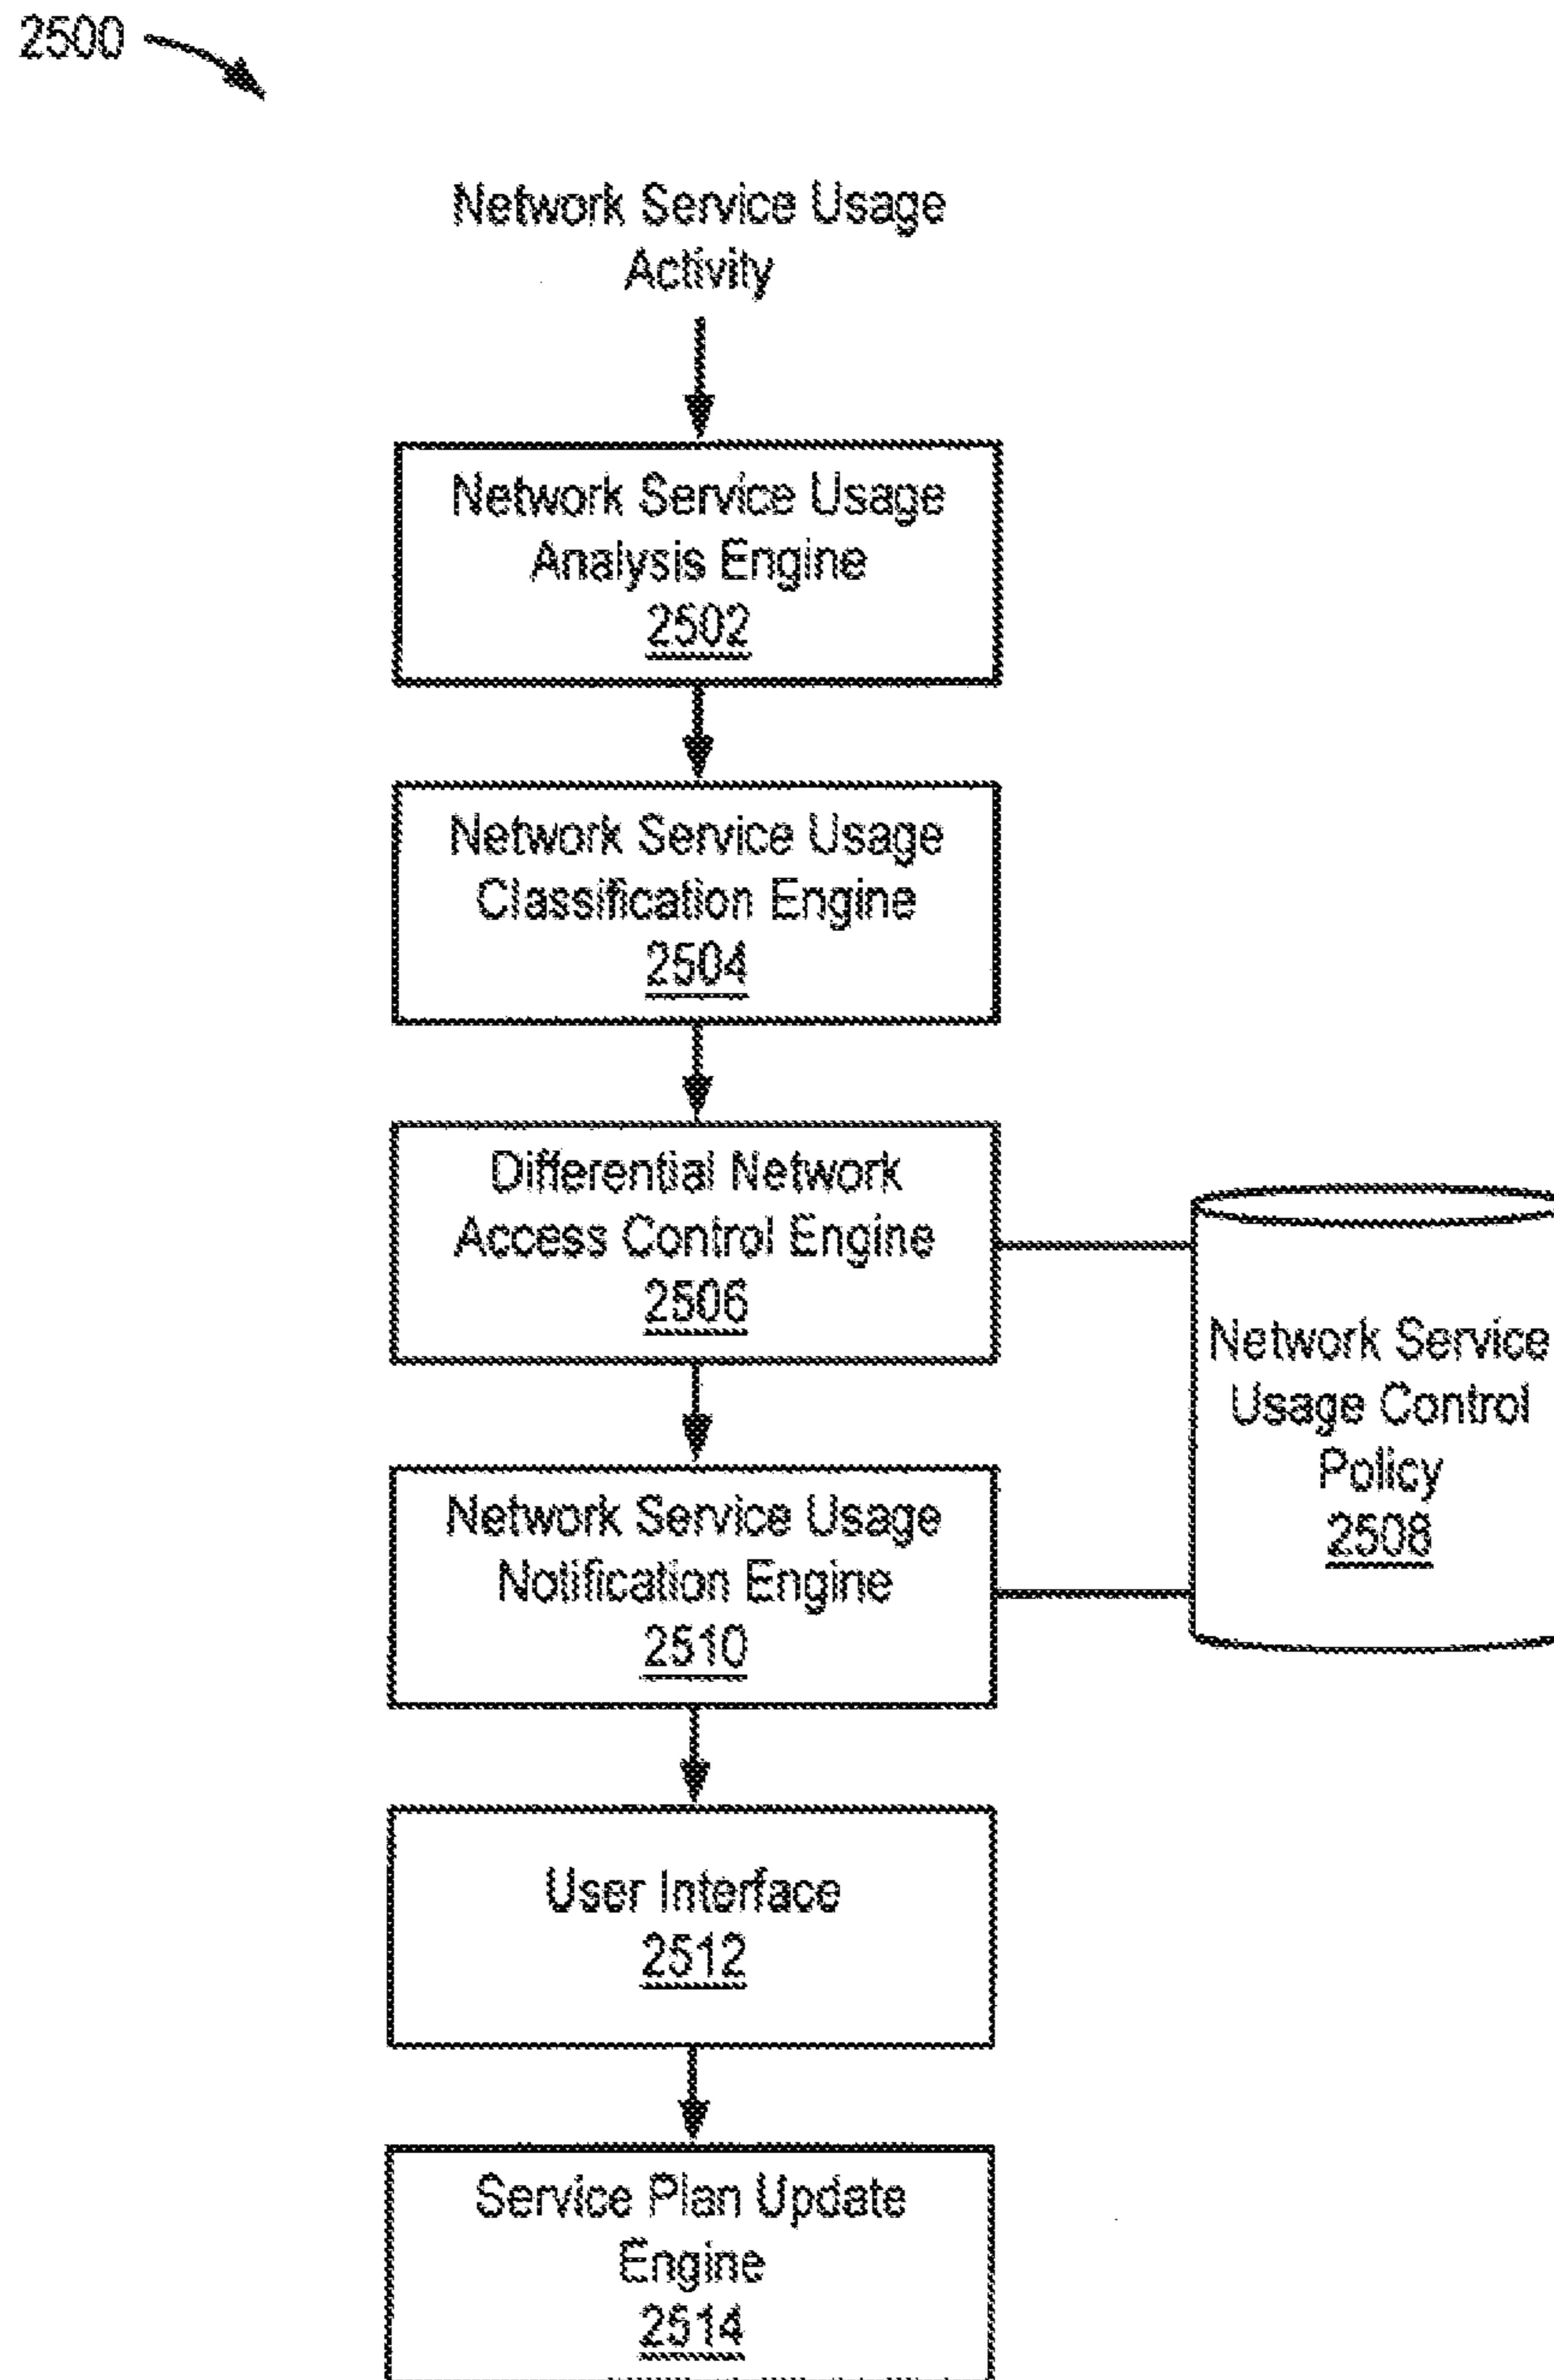 2500
Network Service Usage
Activity
Network Service Usage
Analysis Engine
2502
Network Service Usage
Classification Engine
2504
Differential Network
Access Control Engine
2506
Network Service
Usage Control
Policy
2508
Network Service Usage
Notification Engine
2510
User Interface
2512
Service Plan Update
Engine
2514